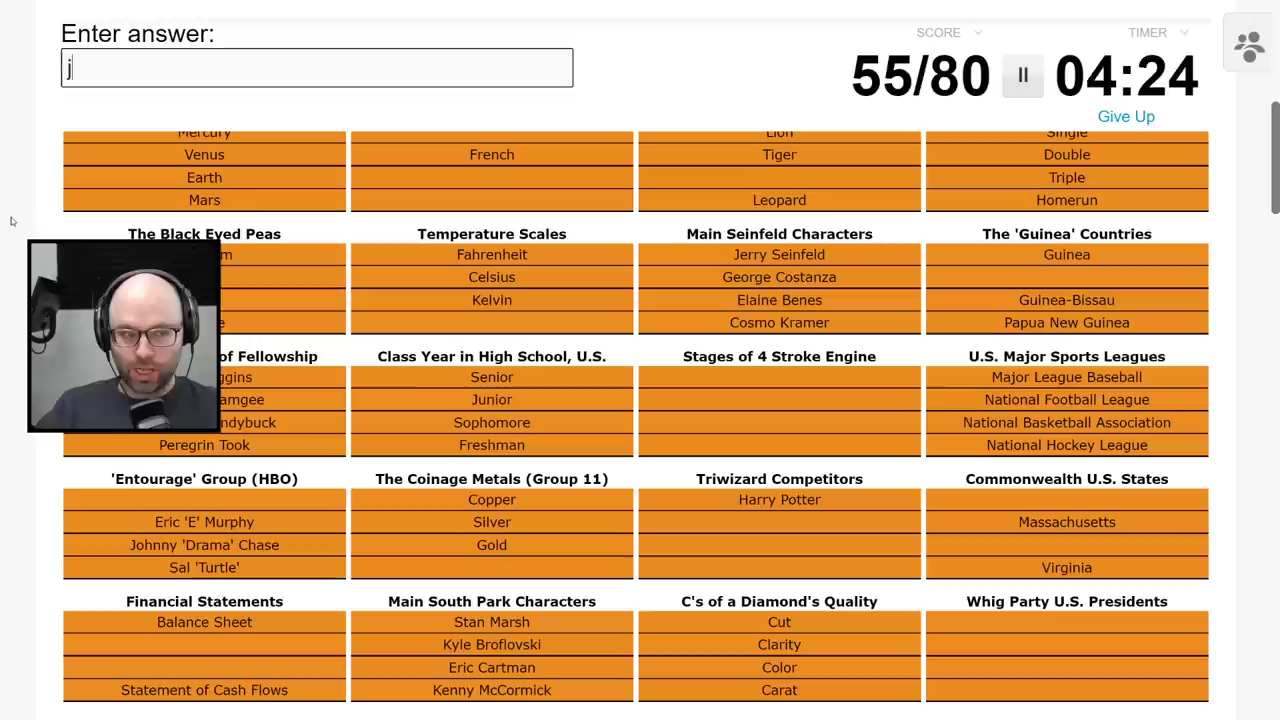 Enter answer:
j
SCORE
TIMER
55/80
04:24
Give Up
Mercury
Lion
Single
Venus
French
Tiger
Double
Earth
Triple
Mars
Leopard
Homerun
The Black Eyed Peas
Temperature Scales
Main Seinfeld Characters
The 'Guinea' Countries
m
Fahrenheit
Jerry Seinfeld
Guinea
Celsius
George Costanza
Kelvin
Elaine Benes
Guinea-Bissau
e
Cosmo Kramer
Papua New Guinea
of Fellowship
Class Year in High School, U.S.
Stages of 4 Stroke Engine
U.S. Major Sports Leagues
ggins
Senior
Major League Baseball
amgee
Junior
National Football League
ndybuck
Sophomore
National Basketball Association
Peregrin Took
Freshman
National Hockey League
'Entourage' Group (HBO)
The Coinage Metals (Group 11)
Triwizard Competitors
Commonwealth U.S. States
Copper
Harry Potter
Eric 'E' Murphy
Silver
Massachusetts
Johnny 'Drama' Chase
Gold
Sal 'Turtle'
Virginia
Financial Statements
Main South Park Characters
C's of a Diamond's Quality
Whig Party U.S. Presidents
Balance Sheet
Stan Marsh
Cut
Kyle Broflovski
Clarity
Eric Cartman
Color
Statement of Cash Flows
Kenny McCormick
Carat